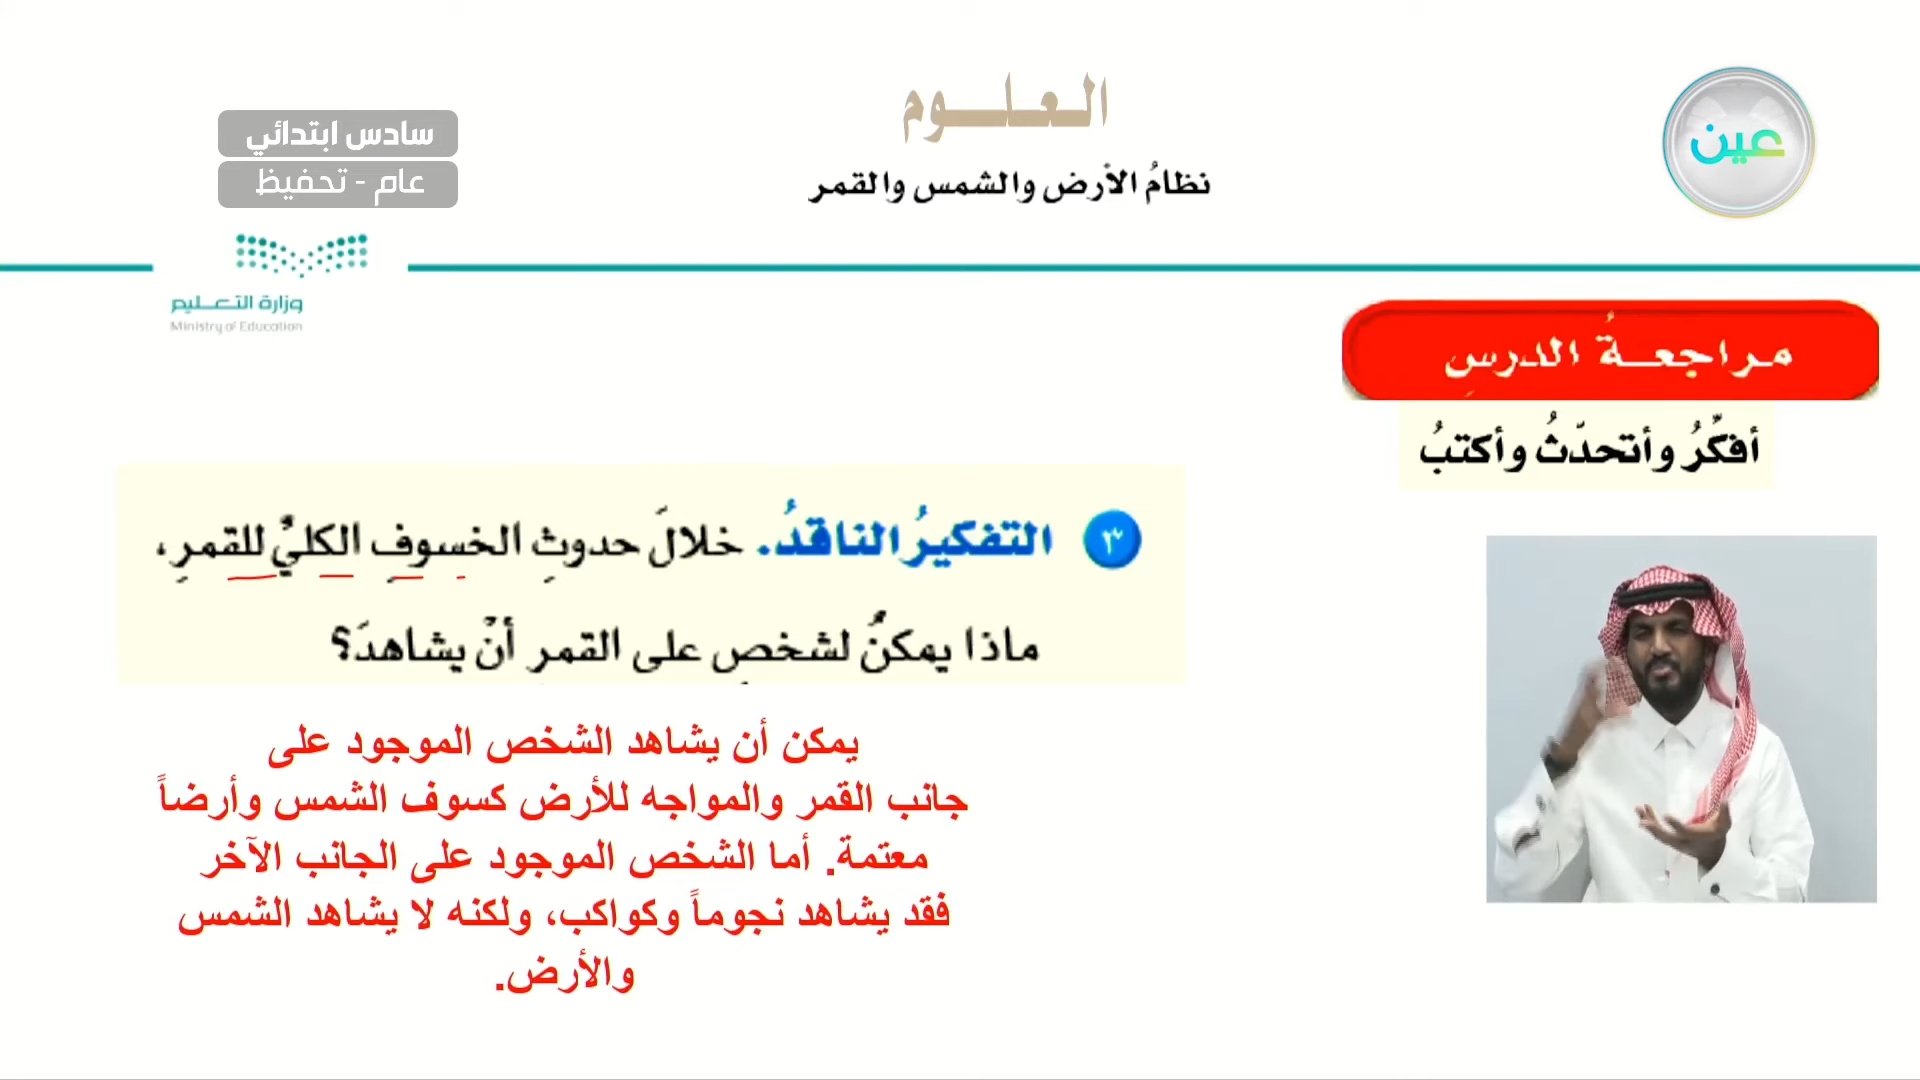 العلوم
نظامُ الأرض والشمس والقمر
عين
سادس ابتدائي
عام - تحفيظ
وزارة التعليم
Ministry of Education
مراجعةُ الدرسِ
أفكِّرُ وأتحدّثُ وأكتبُ
٣ التفكيرُ الناقدُ. خلالَ حدوثِ الخسوفِ الكليِّ للقمرِ،
ماذا يمكنُ لشخصٍ على القمرِ أنْ يشاهدَ؟
يمكن أن يشاهد الشخص الموجود على
جانب القمر والمواجه للأرض كسوف الشمس وأرضاً
معتمة. أما الشخص الموجود على الجانب الآخر
فقد يشاهد نجوماً وكواكب، ولكنه لا يشاهد الشمس
والأرض.